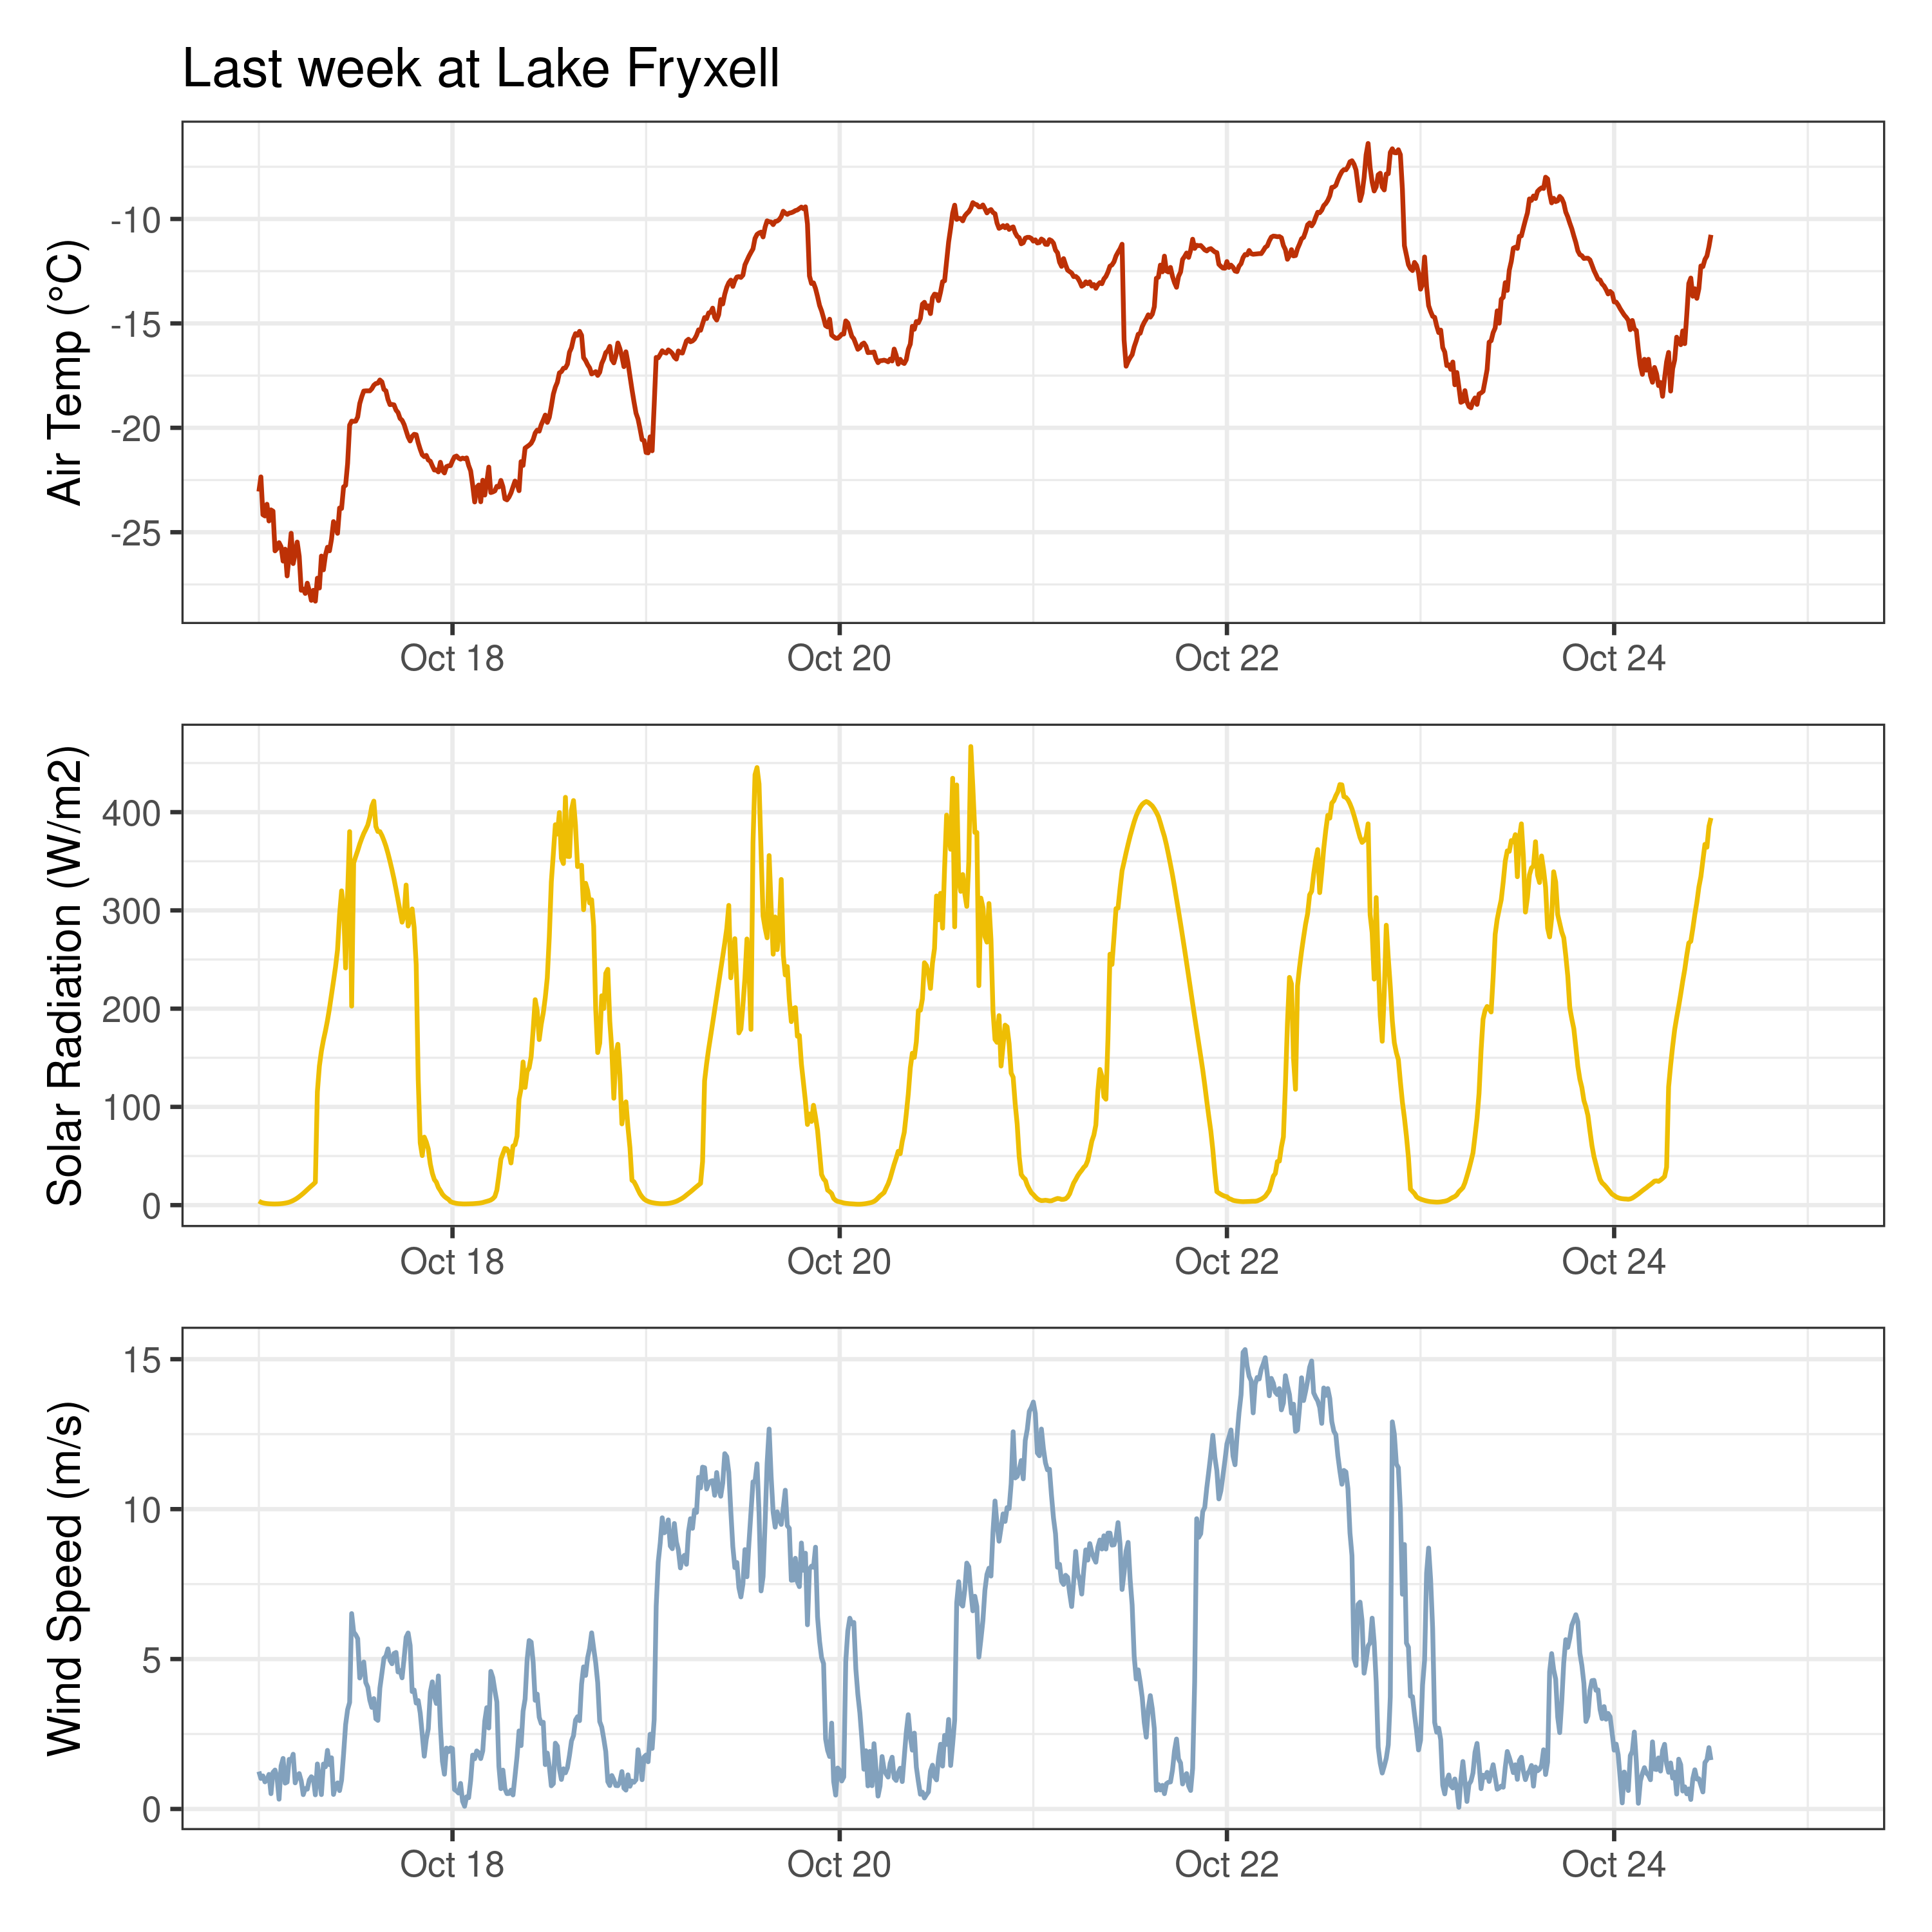 Last week at Lake Fryxell
Air Temp (°C)
-10
-15
-20
-25
Oct 18 Oct 20 Oct 22 Oct 24
Solar Radiation (W/m2)
400
300
200
100
0
Oct 18 Oct 20 Oct 22 Oct 24
Wind Speed (m/s)
15
10
5
0
Oct 18 Oct 20 Oct 22 Oct 24